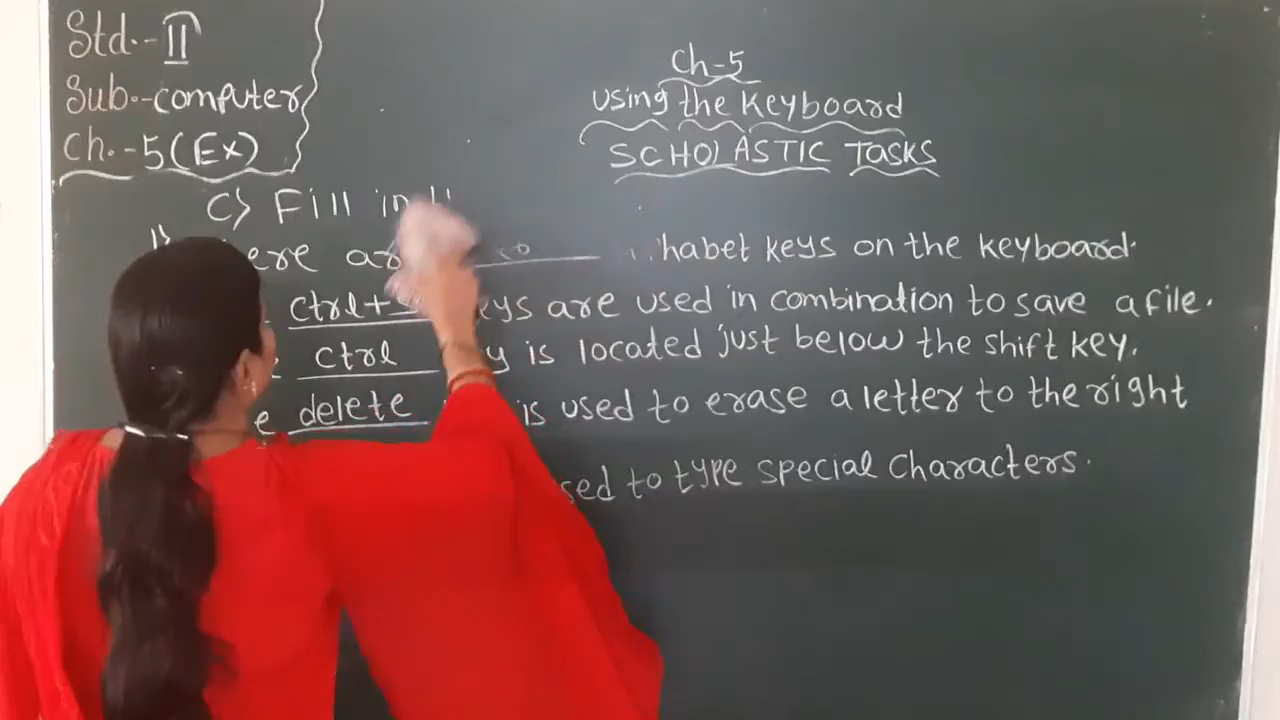 Std.-II
Sub.-computer
Ch.-5(Ex)
Ch-5
using the keyboard
SCHOLASTIC TASKS
C) Fill in
habet keys on the keyboard.
ctrl+ eys are used in combination to save a file.
ctrl y is located just below the shift key.
delete is used to erase a letter to the right
sed to type special characters.